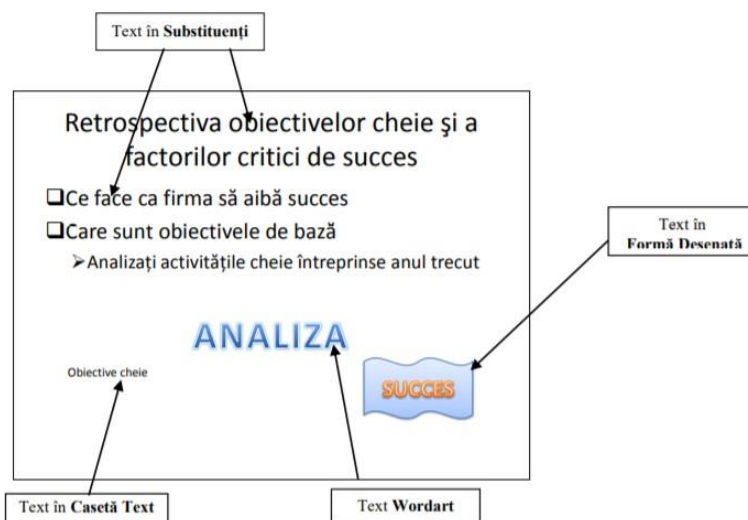 Text în Substituenți
Retrospectiva obiectivelor cheie şi a
factorilor critici de succes
Ce face ca firma să aibă succes
Care sunt obiectivele de bază
Analizați activitățile cheie întreprinse anul trecut
Text în
Formă Desenată
ANALIZA
Obiective cheie
SUCCES
Text în Casetă Text
Text Wordart